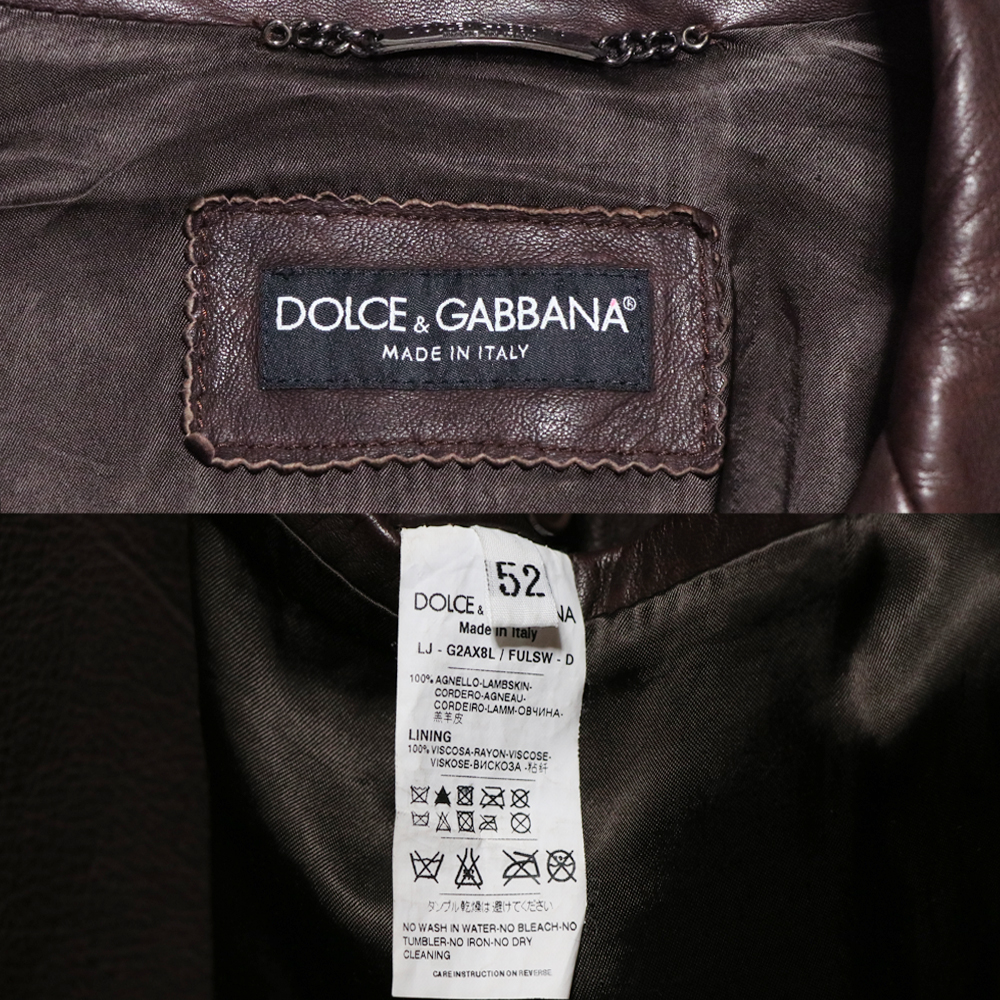 DOLCE & GABBANA®
MADE IN ITALY
52
DOLCE & NA
Made in Italy
LJ - G2AX8L / FULSW - D
100% AGNELLO-LAMBSKIN-
CORDERO-AGNEAU-
CORDEIRO-LAMM-ОВЧИНА-
羔羊皮
LINING
100% VISCOSA-RAYON-VISCOSE-
VISKOSE-ВИСКОЗА -粘纤
タンブル乾燥は避けてください
NO WASH IN WATER-NO BLEACH-NO
TUMBLER-NO IRON-NO DRY
CLEANING
CARE INSTRUCTION ON REVERSE